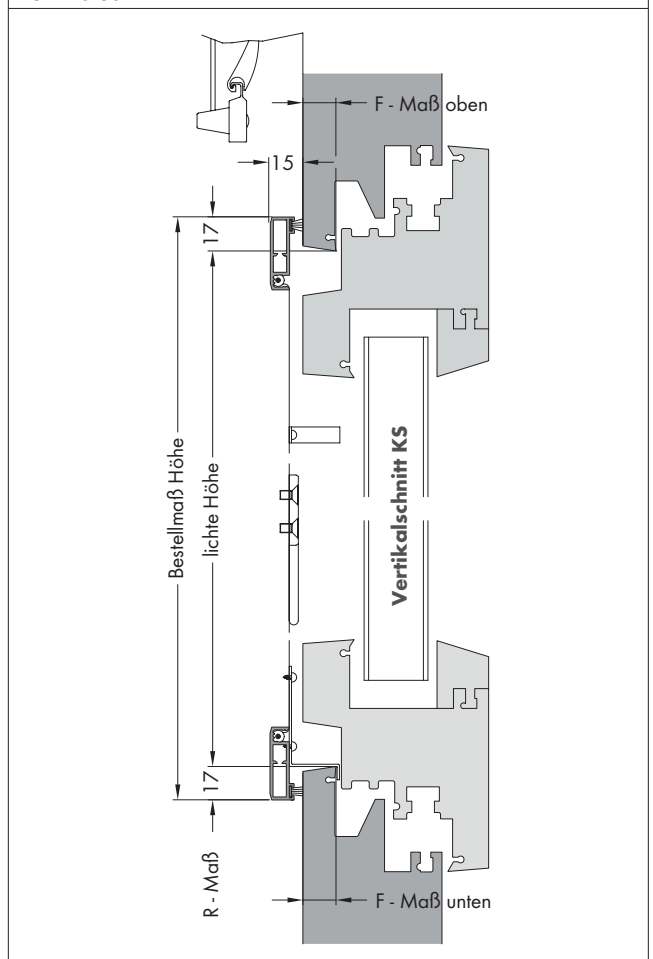 F - Maß oben
15
17
Bestellmaß Höhe
lichte Höhe
Vertikalschnitt KS
17
R - Maß
F - Maß unten